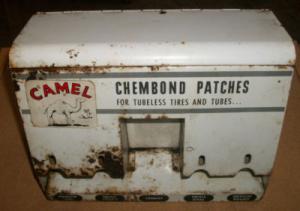 CAMEL
CHEMBOND PATCHES
FOR TUBELESS TIRES AND TUBES...